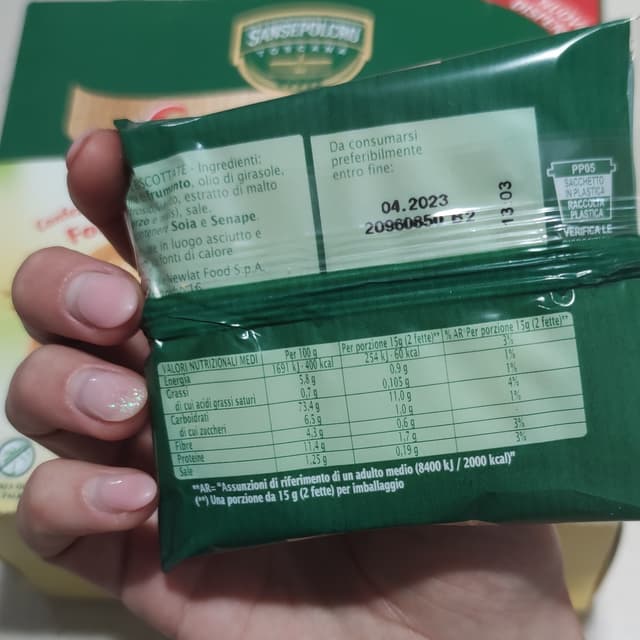 SANSEPOLCRO
TOSCANA
SCOTTATE - Ingredienti:
frumento, olio di girasole,
estratto di malto
sale.
Soia e Senape.
in luogo asciutto e
fonti di calore
Newlat Food S.p.A.
Da consumarsi
preferibilmente
entro fine:
04.2023
20960850 B2
13 03
PP05
SACCHETTO
IN PLASTICA
RACCOLTA
PLASTICA
VERIFICA LE
VALORI NUTRIZIONALI MEDI Per 100 g Per porzione 15g (2 fette)** % AR*Per porzione 15g (2 fette)**
Energia 1691 kJ - 400 kcal 254 kJ - 60 kcal 3%
Grassi 5,8 g 0,9 g 1%
di cui acidi grassi saturi 0,7 g 0,105 g 1%
Carboidrati 73,4 g 11,0 g 4%
di cui zuccheri 6,5 g 1,0 g 1%
Fibre 4,3 g 0,6 g
Proteine 11,4 g 1,7 g 3%
Sale 1,25 g 0,19 g 3%
**AR= "Assunzioni di riferimento di un adulto medio (8400 kJ / 2000 kcal)"
(**) Una porzione da 15 g (2 fette) per imballaggio